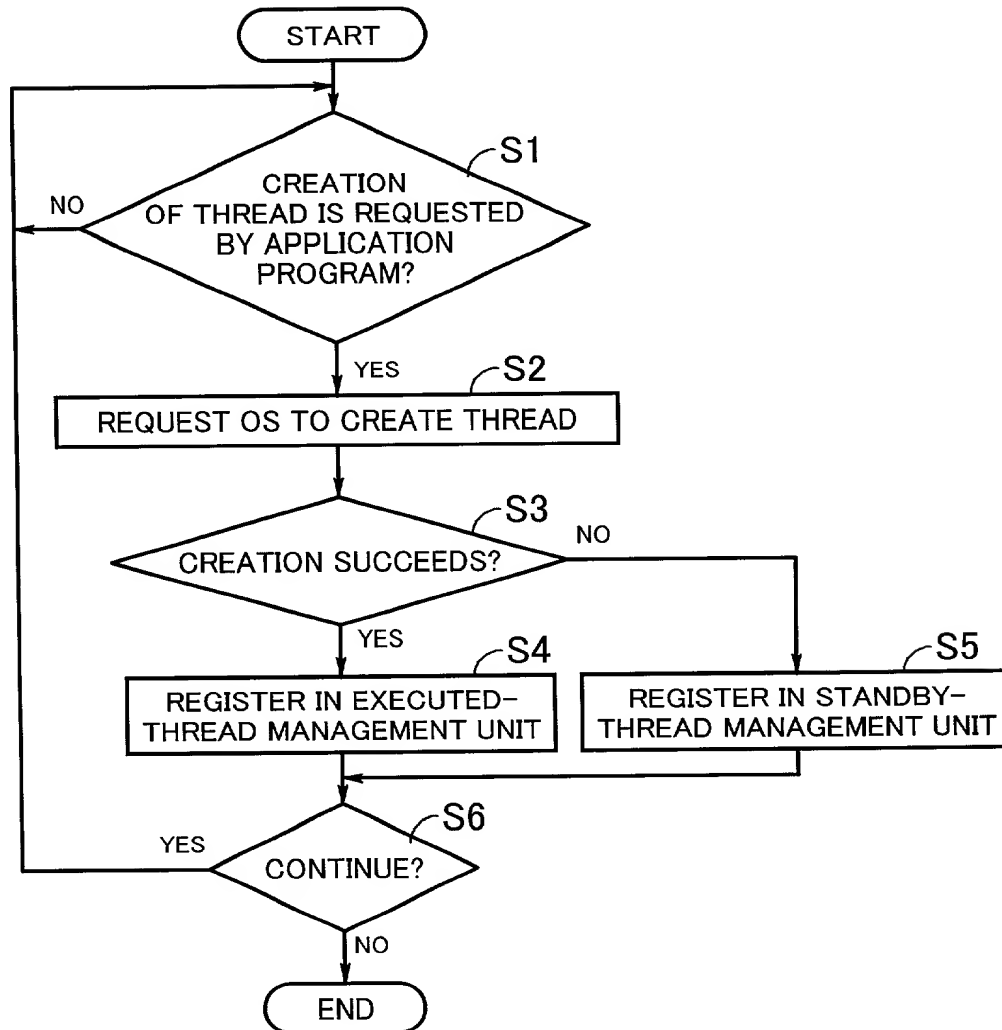 START
S1
CREATION
OF THREAD IS REQUESTED
BY APPLICATION
PROGRAM?
NO
YES
S2
REQUEST OS TO CREATE THREAD
S3
CREATION SUCCEEDS?
NO
YES
S4
REGISTER IN EXECUTED-
THREAD MANAGEMENT UNIT
S5
REGISTER IN STANDBY-
THREAD MANAGEMENT UNIT
S6
CONTINUE?
YES
NO
END